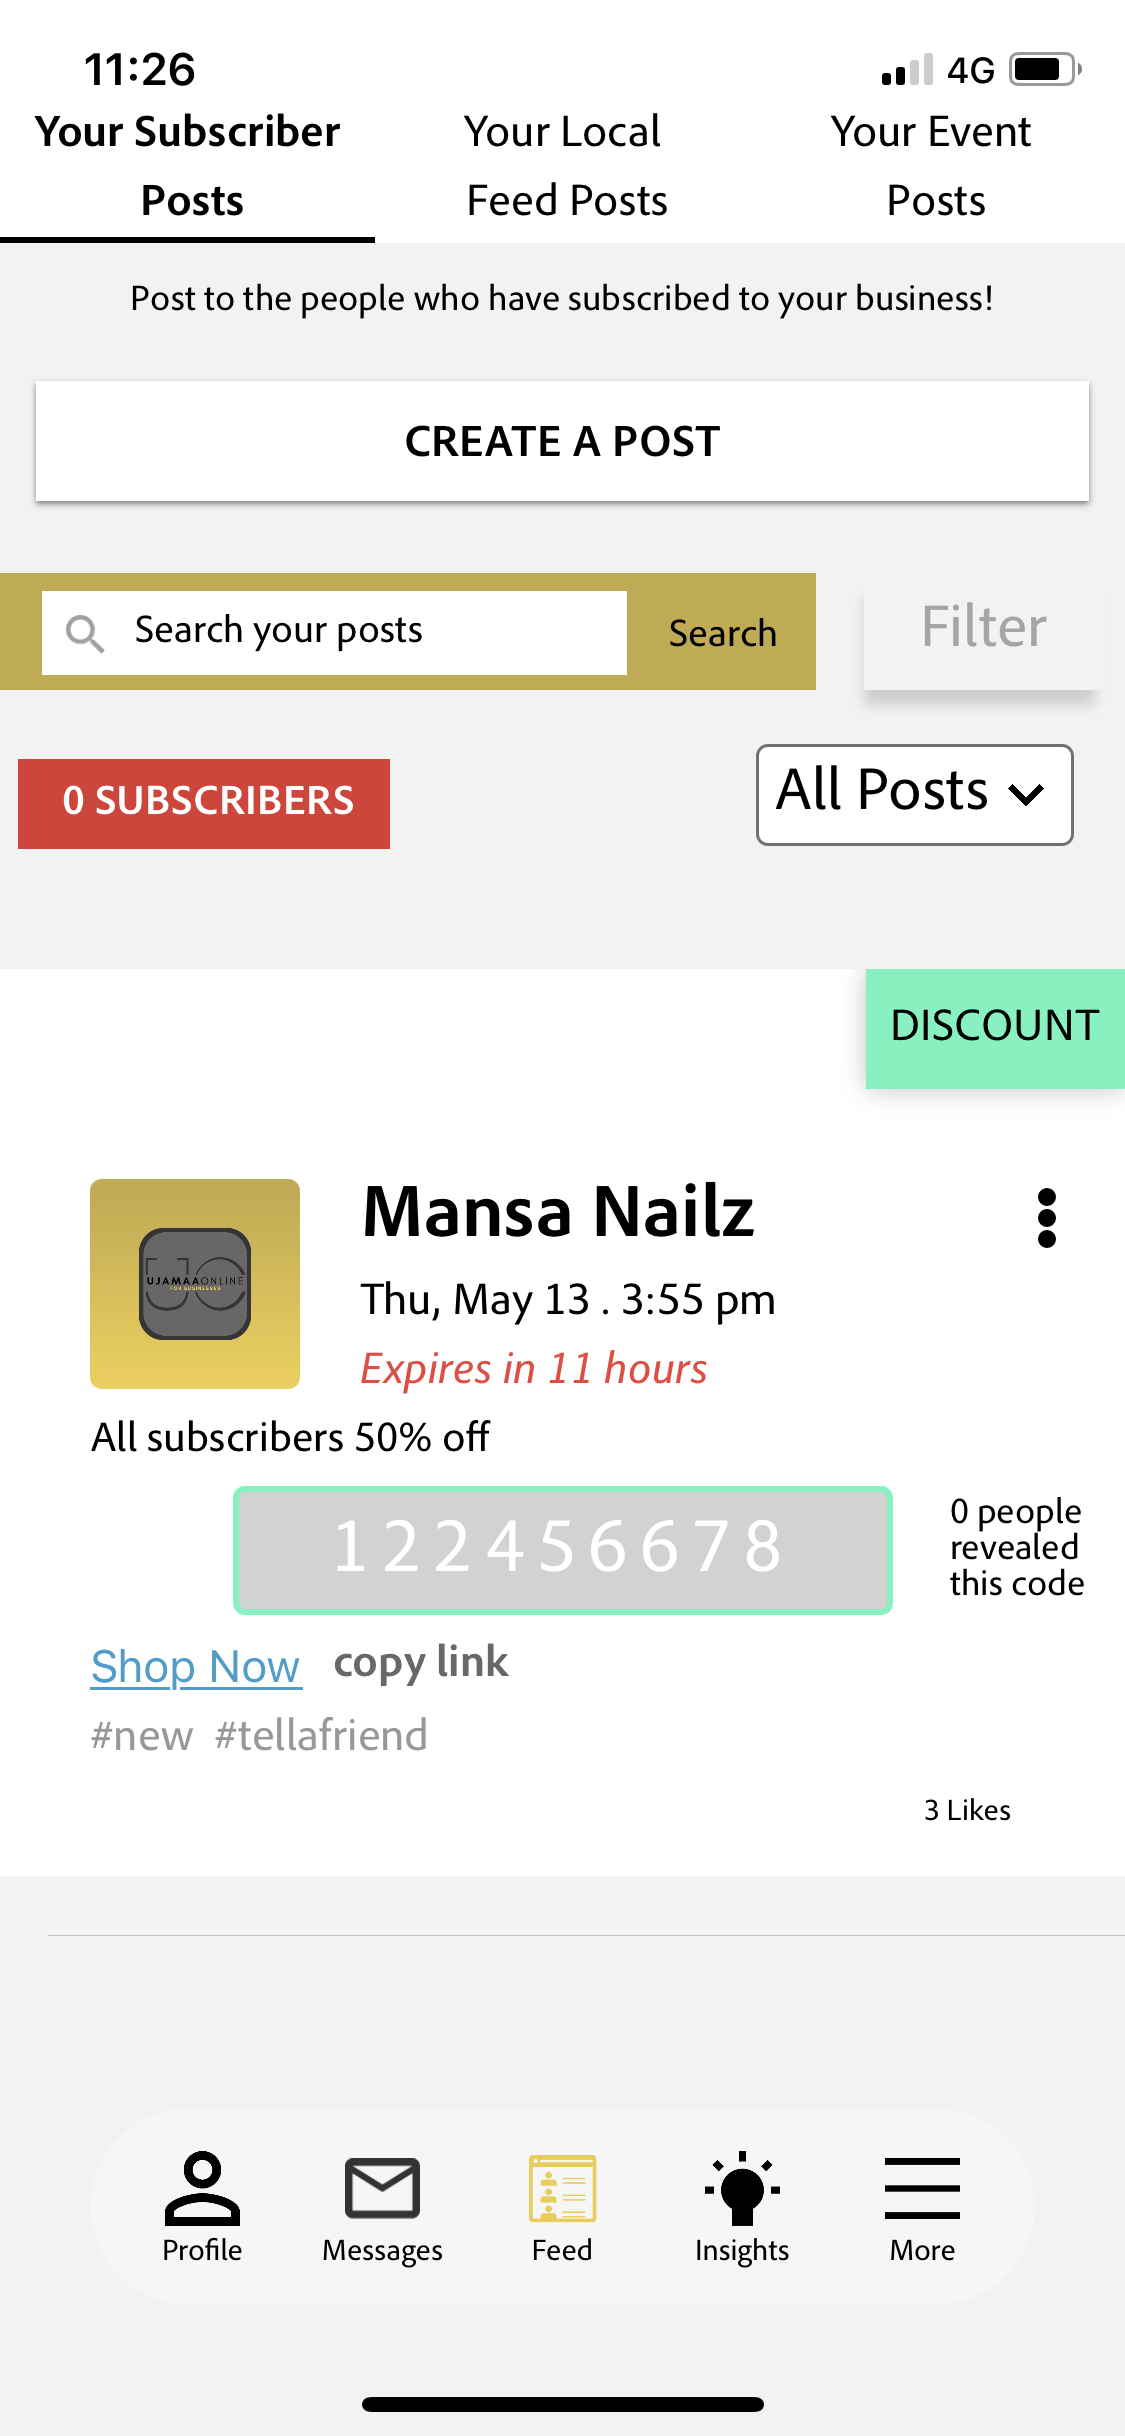 11:26
4G
Your Subscriber Posts
Your Local Feed Posts
Your Event Posts
Post to the people who have subscribed to your business!
CREATE A POST
Search your posts
Search
Filter
0 SUBSCRIBERS
All Posts
DISCOUNT
UJAMAAONLINE
FOR BUSINESSES
Mansa Nailz
Thu, May 13 . 3:55 pm
Expires in 11 hours
All subscribers 50% off
122456678
0 people
revealed
this code
Shop Now copy link
#new #tellafriend
3 Likes
Profile
Messages
Feed
Insights
More